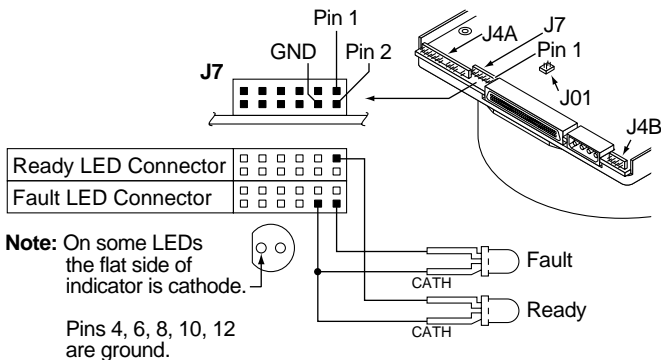 Pin 1
J4A
J7
GND
Pin 2
Pin 1
J7
J01
J4B
Ready LED Connector
Fault LED Connector
Note: On some LEDs
the flat side of
indicator is cathode.
Fault
CATH
Ready
CATH
Pins 4, 6, 8, 10, 12
are ground.